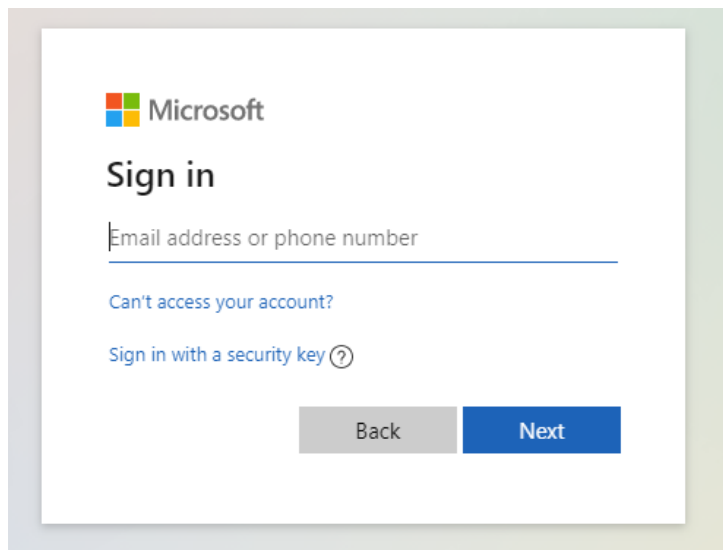 Microsoft
Sign in
Email address or phone number
Can't access your account?
Sign in with a security key ?
Back Next